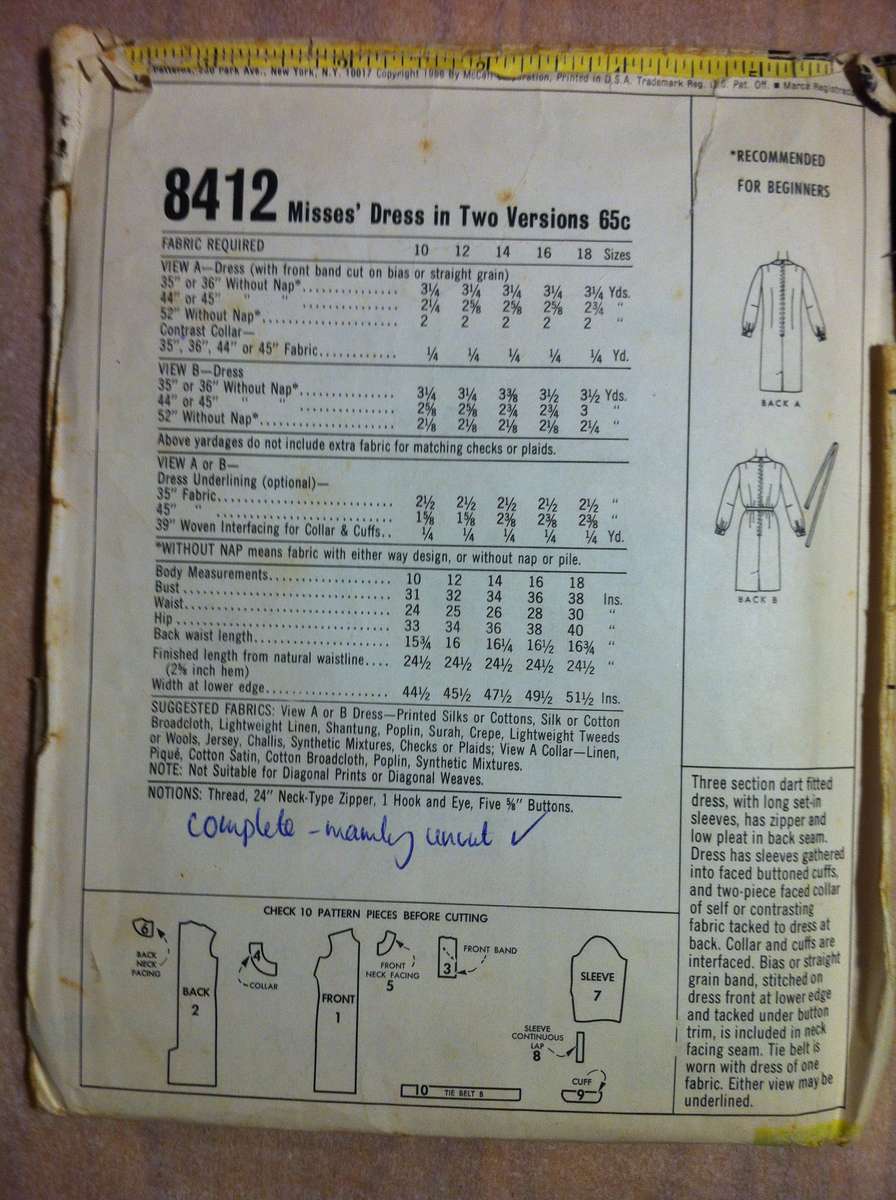 Patterns, 230 Park Ave., New York, N.Y. 10017 Copyright 1966 By McCall Corporation, Printed in U.S.A. Trademark Reg. U.S. Pat. Off. ■ Marca Registrada
8412 Misses' Dress in Two Versions 65c
FABRIC REQUIRED 10 12 14 16 18 Sizes
VIEW A—Dress (with front band cut on bias or straight grain)
35" or 36" Without Nap*.............. 3¼ 3¼ 3¼ 3¼ 3¼ Yds.
44" or 45" " " .............. 2¼ 2⅝ 2⅝ 2⅝ 2¾ "
52" Without Nap*.................... 2 2 2 2 2 "
Contrast Collar—
35", 36", 44" or 45" Fabric............ ¼ ¼ ¼ ¼ ¼ Yd.
VIEW B—Dress
35" or 36" Without Nap*.............. 3¼ 3¼ 3⅜ 3½ 3½ Yds.
44" or 45" " " .............. 2⅝ 2⅝ 2¾ 2¾ 3 "
52" Without Nap*.................... 2⅛ 2⅛ 2⅛ 2⅛ 2¼ "
Above yardages do not include extra fabric for matching checks or plaids.
VIEW A or B—
Dress Underlining (optional)—
35" Fabric.......................... 2½ 2½ 2½ 2½ 2½ "
45" " .......................... 1⅝ 1⅝ 2⅜ 2⅜ 2⅜ "
39" Woven Interfacing for Collar & Cuffs.. ¼ ¼ ¼ ¼ ¼ Yd.
*WITHOUT NAP means fabric with either way design, or without nap or pile.
Body Measurements.................. 10 12 14 16 18
Bust.............................. 31 32 34 36 38 Ins.
Waist............................. 24 25 26 28 30 "
Hip............................... 33 34 36 38 40 "
Back waist length................... 15¾ 16 16¼ 16½ 16¾ "
Finished length from natural waistline.... 24½ 24½ 24½ 24½ 24½ "
(2⅝ inch hem)
Width at lower edge.................. 44½ 45½ 47½ 49½ 51½ Ins.
SUGGESTED FABRICS: View A or B Dress—Printed Silks or Cottons, Silk or Cotton
Broadcloth, Lightweight Linen, Shantung, Poplin, Surah, Crepe, Lightweight Tweeds
or Wools, Jersey, Challis, Synthetic Mixtures, Checks or Plaids; View A Collar—Linen,
Piqué, Cotton Satin, Cotton Broadcloth, Poplin, Synthetic Mixtures.
NOTE: Not Suitable for Diagonal Prints or Diagonal Weaves.
NOTIONS: Thread, 24" Neck-Type Zipper, 1 Hook and Eye, Five ⅝" Buttons.
complete - mainly uncut ✓
*RECOMMENDED
FOR BEGINNERS
BACK A
BACK B
Three section dart fitted
dress, with long set-in
sleeves, has zipper and
low pleat in back seam.
Dress has sleeves gathered
into faced buttoned cuffs,
and two-piece faced collar
of self or contrasting
fabric tacked to dress at
back. Collar and cuffs are
interfaced. Bias or straight
grain band, stitched on
dress front at lower edge
and tacked under button
trim, is included in neck
facing seam. Tie belt is
worn with dress of one
fabric. Either view may be
underlined.
CHECK 10 PATTERN PIECES BEFORE CUTTING
6
BACK
NECK
FACING
BACK
2
4
COLLAR
FRONT
1
FRONT
NECK FACING
5
3
FRONT BAND
SLEEVE
7
SLEEVE
CONTINUOUS
LAP
8
CUFF
9
10 TIE BELT B